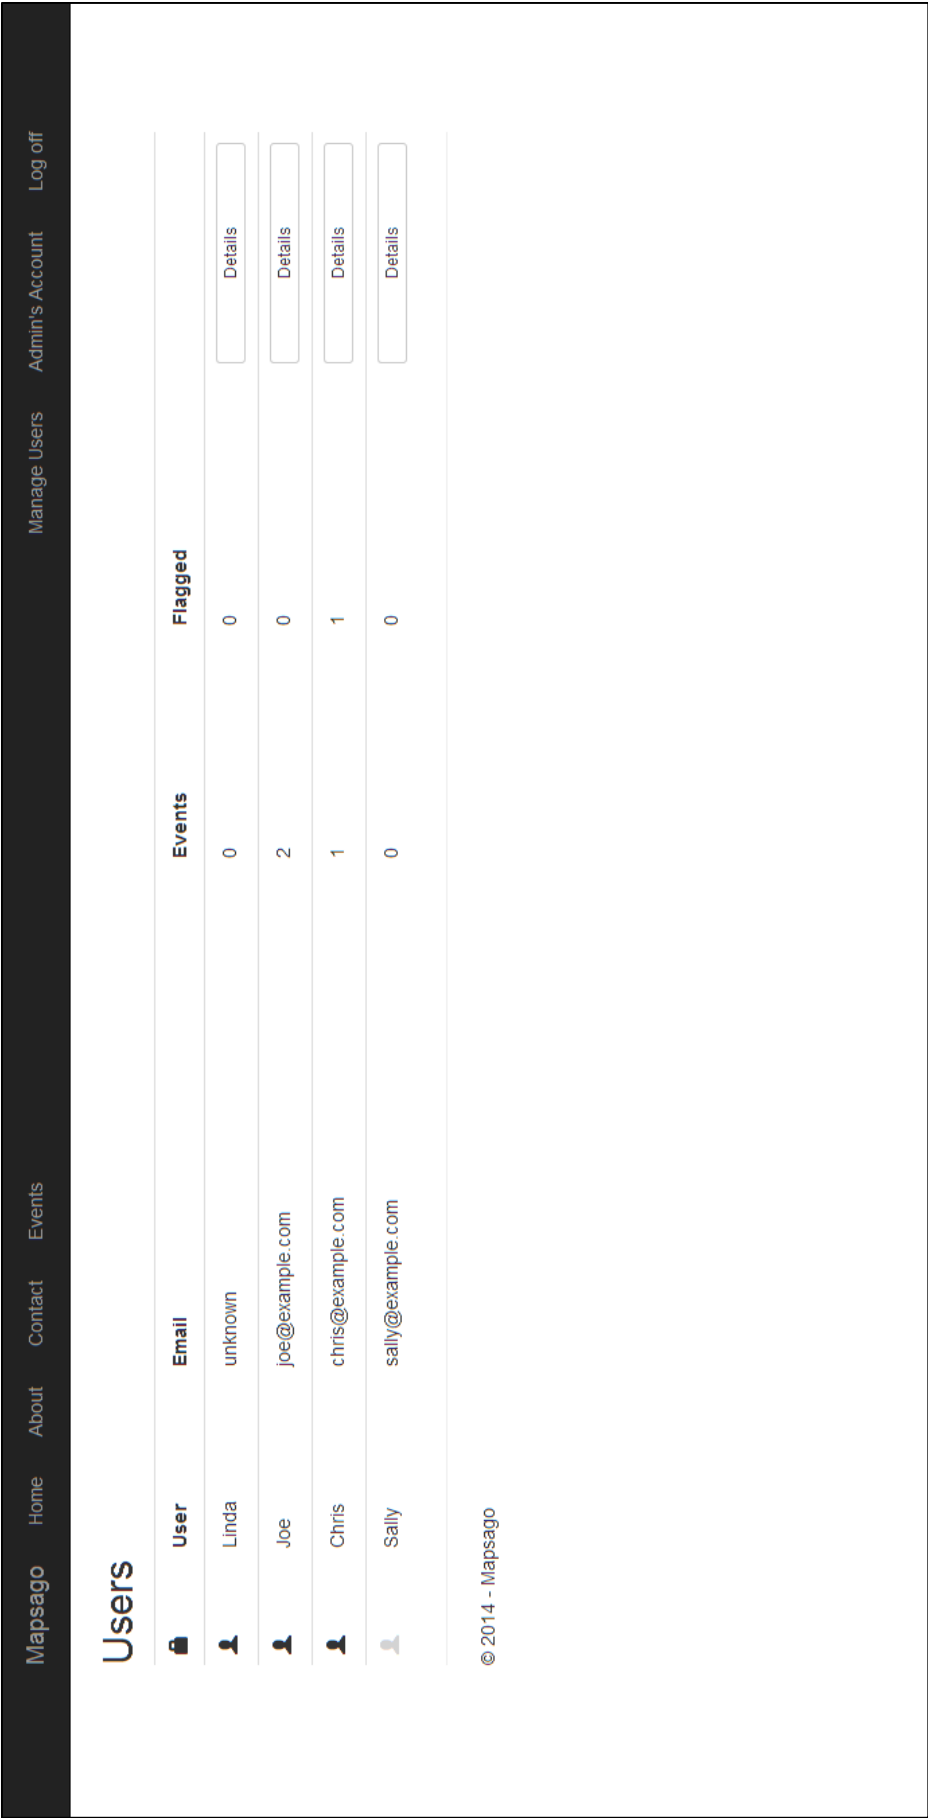 Mapsago Home About Contact Events Manage Users Admin's Account Log off
Users
User Email Events Flagged
Linda unknown 0 0 Details
Joe joe@example.com 2 0 Details
Chris chris@example.com 1 1 Details
Sally sally@example.com 0 0 Details
© 2014 - Mapsago